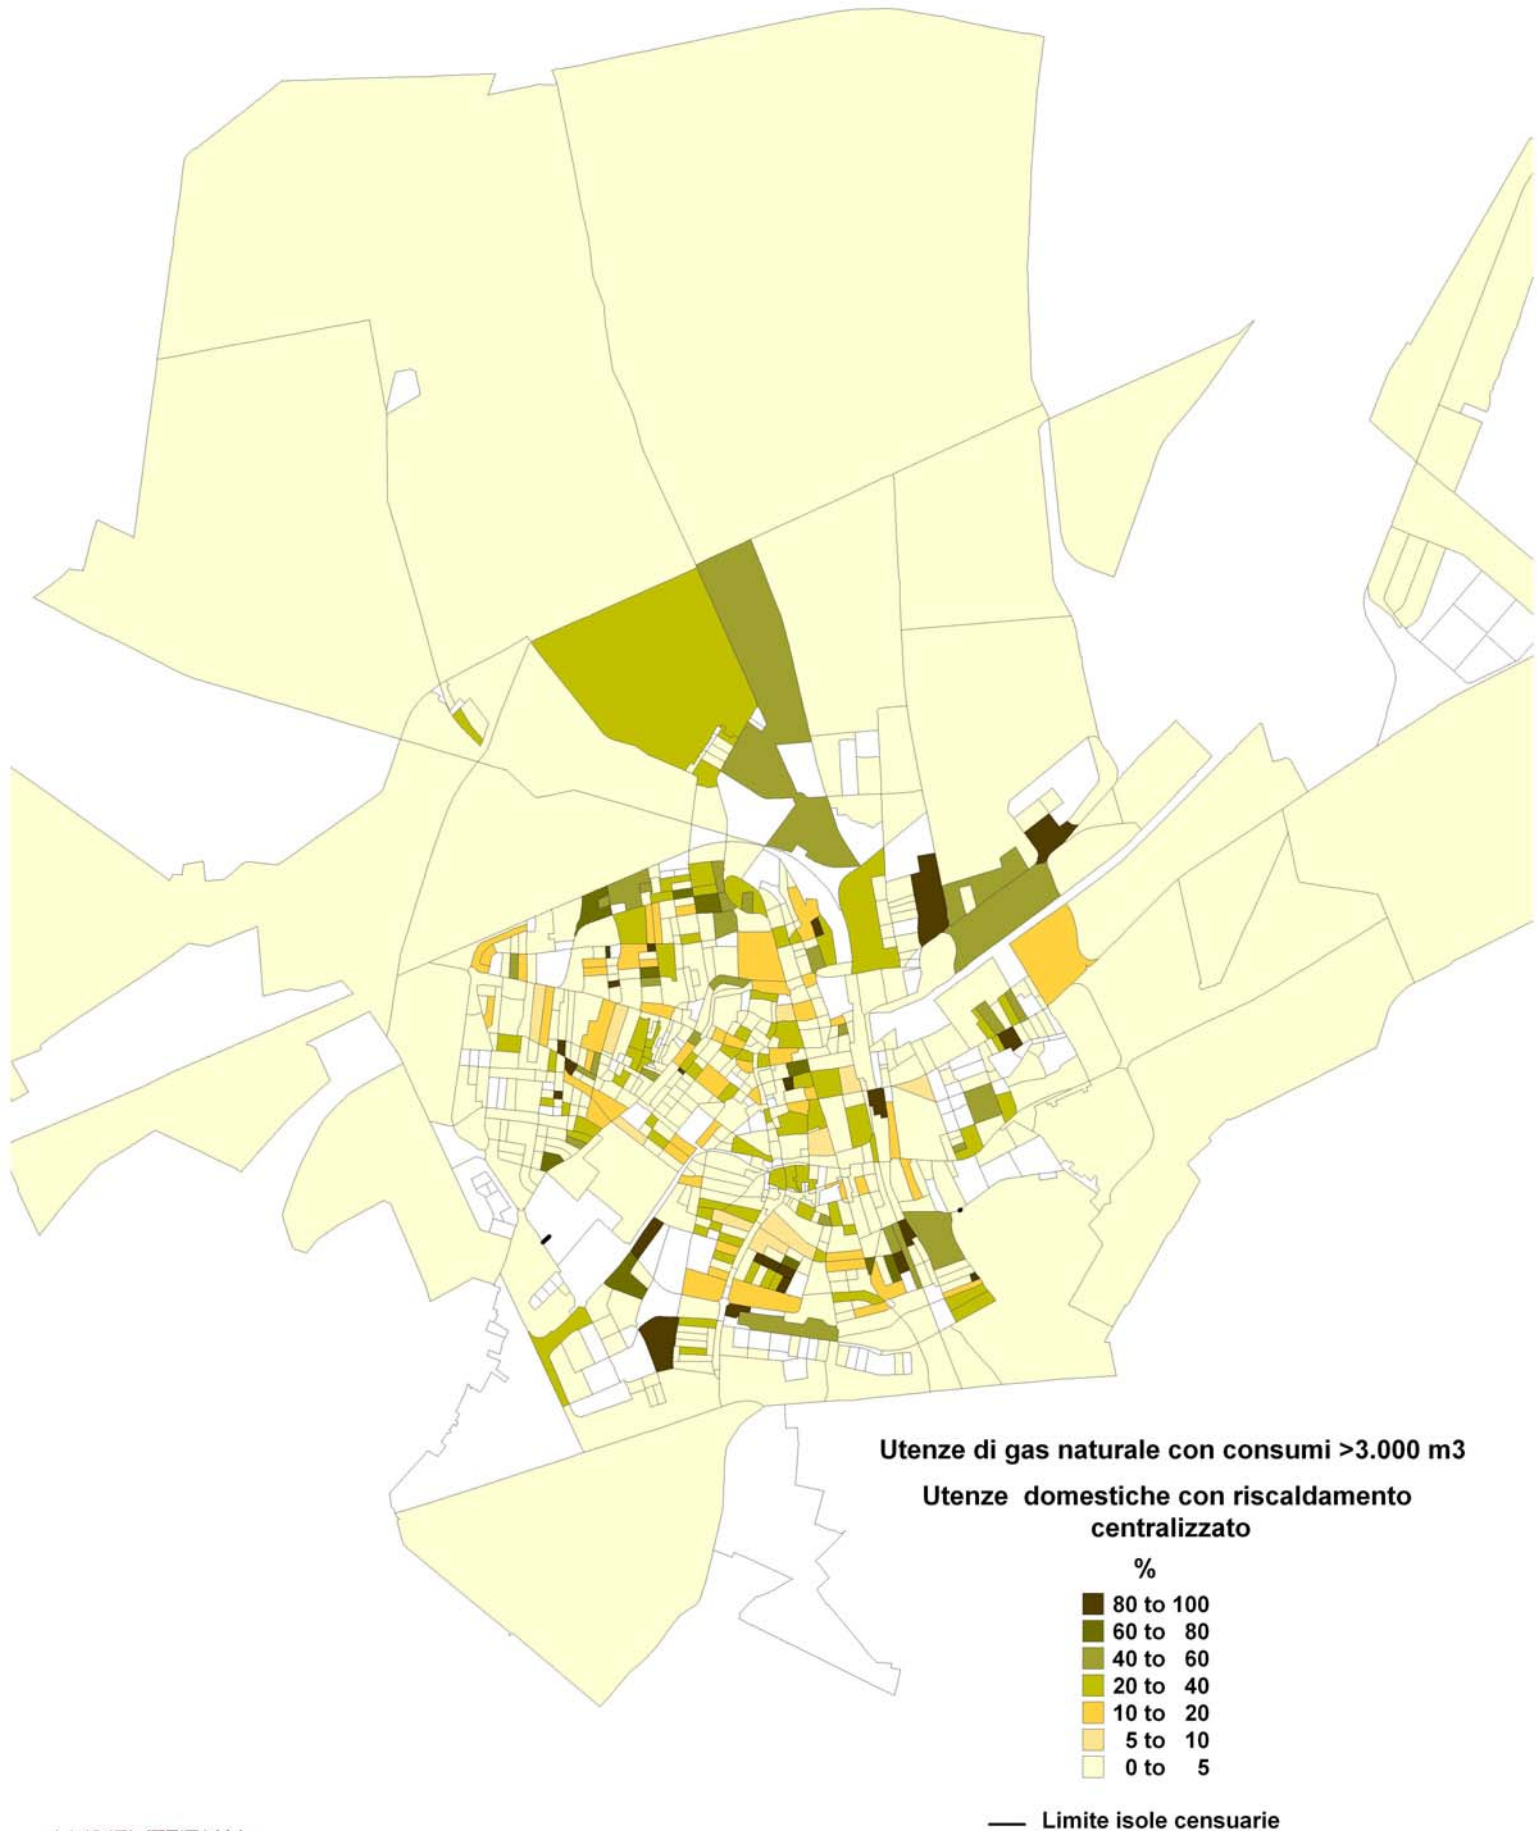 Utenze di gas naturale con consumi >3.000 m3
Utenze domestiche con riscaldamento
centralizzato
%
80 to 100
60 to 80
40 to 60
20 to 40
10 to 20
5 to 10
0 to 5
Limite isole censuarie